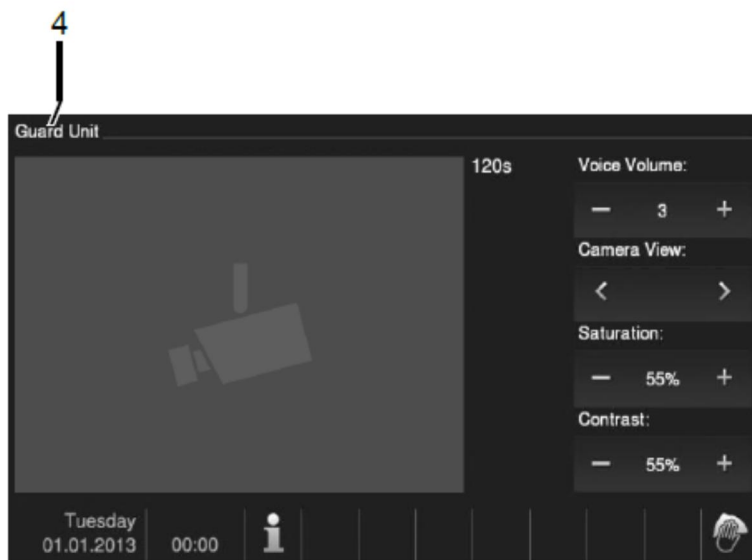 4
Guard Unit
120s
Voice Volume:
— 3 +
Camera View:
< >
Saturation:
— 55% +
Contrast:
— 55% +
Tuesday
01.01.2013 00:00 i